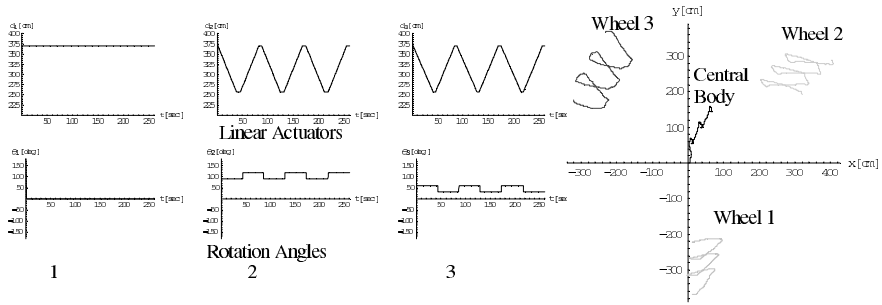 d1[cm] d2[cm] d3[cm]
400 400 400
375 375 375
350 350 350
325 325 325
300 300 300
275 275 275
250 250 250
225 225 225
50 100 150 200 250 t[sec] 50 100 150 200 250 t[sec] 50 100 150 200 250 t[sec
Linear Actuators
θ1[deg] θ2[deg] θ3[deg]
150 150 150
100 100 100
50 50 50
50 100 150 200 250 t[sec] 50 100 150 200 250 t[sec] 50 100 150 200 250 t[sec
-50 -50 -50
-100 -100 -100
-150 -150 -150
Rotation Angles
1 2 3
y[cm]
Wheel 3
Wheel 2
300
Central
Body
200
100
-300 -200 -100 100 200 300 400 x[cm]
-100
Wheel 1
-200
-300